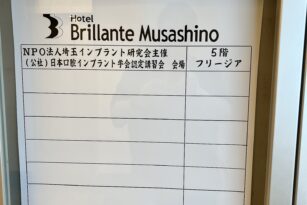 Hotel
Brillante Musashino
NPO法人埼玉インプラント研究会主催
(公社)日本口腔インプラント学会認定講習会 会場
5階
フリージア